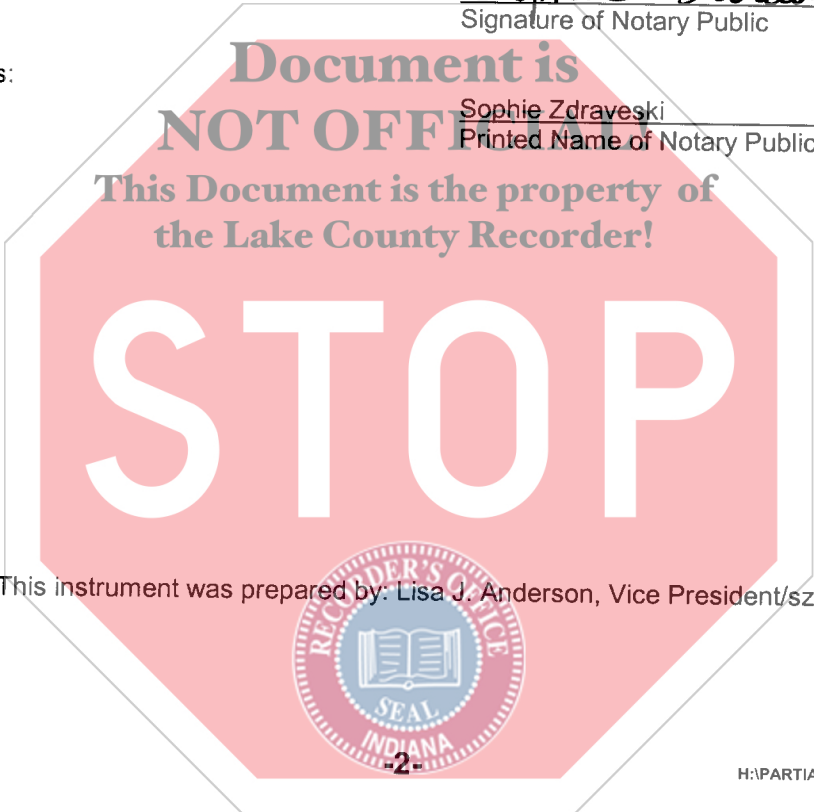 Signature of Notary Public
Document is
s:
Sophie Zdraveski
NOT OFFICIAL!
Printed Name of Notary Public
This Document is the property of
the Lake County Recorder!
STOP
This instrument was prepared by: Lisa J. Anderson, Vice President/sz
RECORDER'S OFFICE
SEAL
INDIANA
-2-
H:\PARTIA